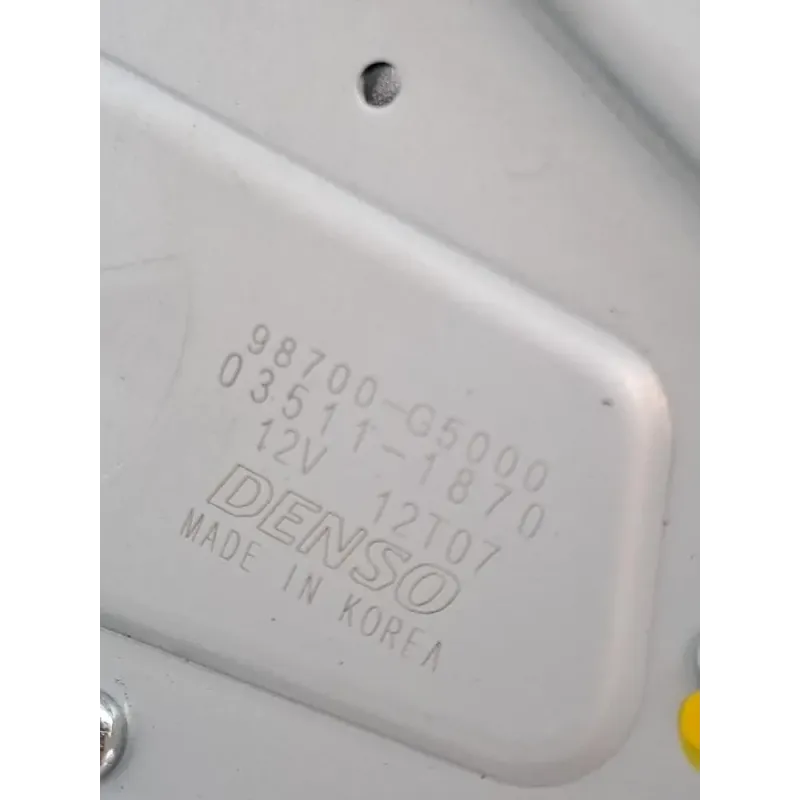 98700-G5000
03511-1870
12V 12T07
DENSO
MADE IN KOREA